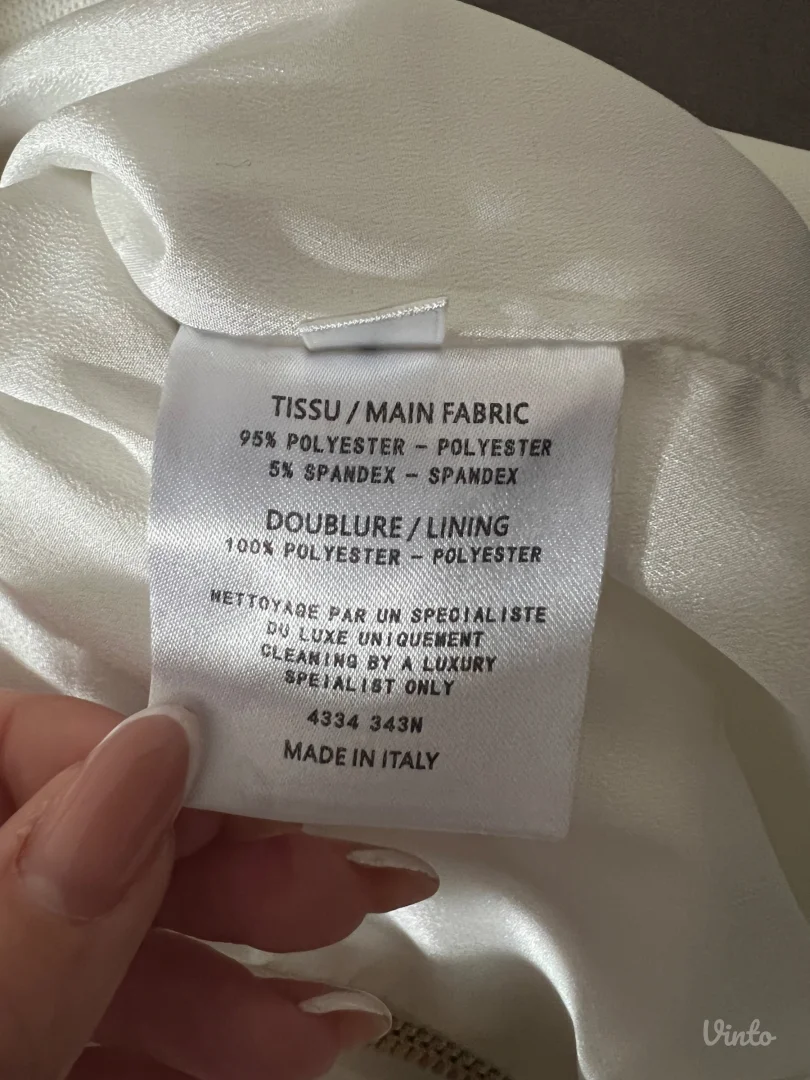 TISSU / MAIN FABRIC
95% POLYESTER – POLYESTER
5% SPANDEX – SPANDEX
DOUBLURE / LINING
100% POLYESTER – POLYESTER
NETTOYAGE PAR UN SPECIALISTE
DU LUXE UNIQUEMENT
CLEANING BY A LUXURY
SPEIALIST ONLY
4334 343N
MADE IN ITALY
Vinto